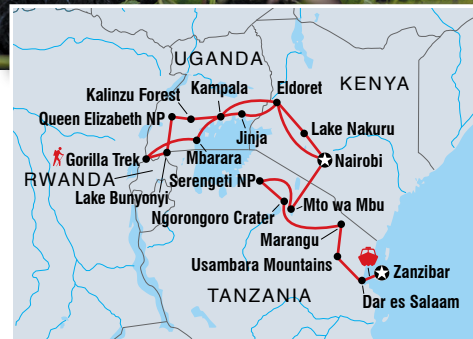 UGANDA
KENYA
Kalinzu Forest
Kampala
Eldoret
Queen Elizabeth NP
Jinja
Lake Nakuru
Gorilla Trek
Mbarara
Nairobi
RWANDA
Serengeti NP
Lake Bunyonyi
Mto wa Mbu
Ngorongoro Crater
Marangu
Usambara Mountains
Zanzibar
TANZANIA
Dar es Salaam